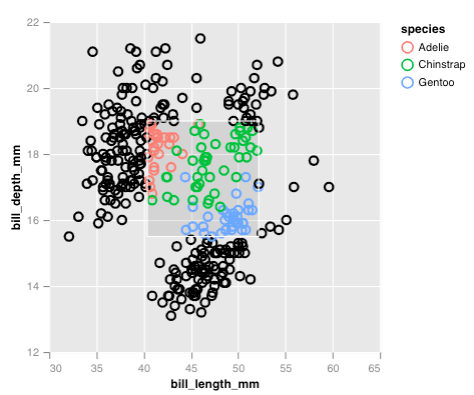 species
Adelie
Chinstrap
Gentoo
bill_depth_mm
22
20
18
16
14
12
30 35 40 45 50 55 60 65
bill_length_mm